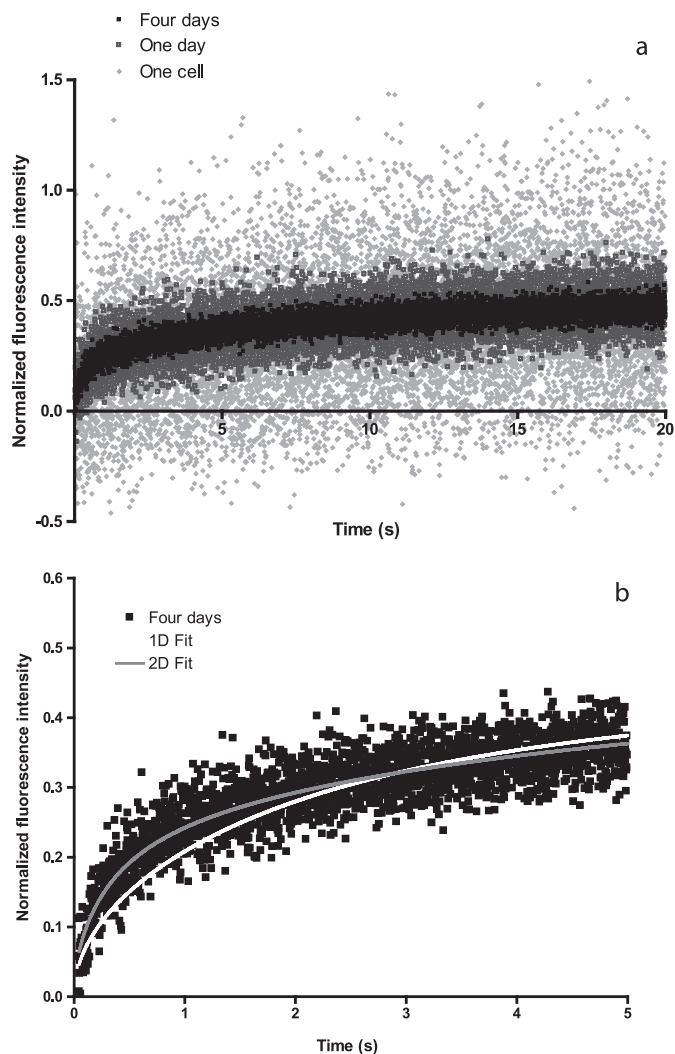 Four days
One day
One cell
a
1.5
1.0
0.5
0.0
-0.5
5
10
15
20
Normalized fluorescence intensity
Time (s)
b
Four days
1D Fit
2D Fit
0.6
0.5
0.4
0.3
0.2
0.1
0.0
0
1
2
3
4
5
Normalized fluorescence intensity
Time (s)